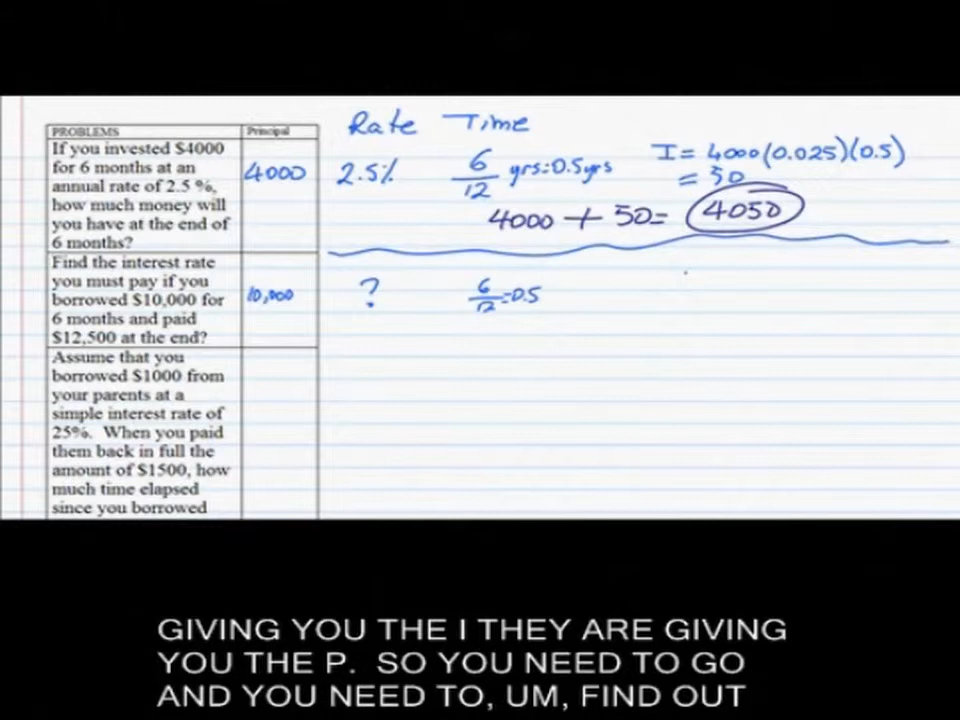 Rate Time
PROBLEMS Principal
If you invested $4000
for 6 months at an
annual rate of 2.5 %,
how much money will
you have at the end of
6 months?
4000 2.5% 6/12 yrs=0.5yrs I = 4000(0.025)(0.5)
= 50
4000 + 50= 4050
Find the interest rate
you must pay if you
borrowed $10,000 for
6 months and paid
$12,500 at the end?
10,000 ? 6/12=0.5
Assume that you
borrowed $1000 from
your parents at a
simple interest rate of
25%. When you paid
them back in full the
amount of $1500, how
much time elapsed
since you borrowed
GIVING YOU THE I THEY ARE GIVING
YOU THE P. SO YOU NEED TO GO
AND YOU NEED TO, UM, FIND OUT